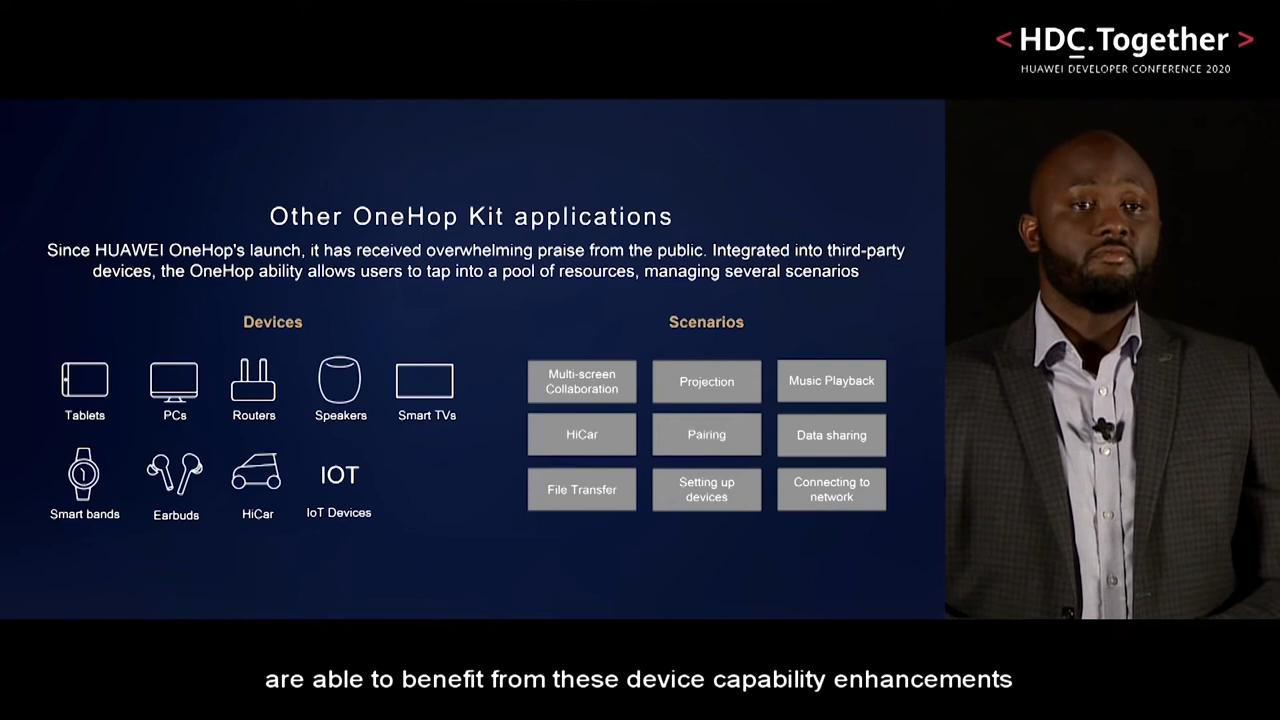 < HDC.Together >
HUAWEI DEVELOPER CONFERENCE 2020
Other OneHop Kit applications
Since HUAWEI OneHop's launch, it has received overwhelming praise from the public. Integrated into third-party
devices, the OneHop ability allows users to tap into a pool of resources, managing several scenarios
Devices
Tablets
PCs
Routers
Speakers
Smart TVs
Smart bands
Earbuds
HiCar
IOT
IoT Devices
Scenarios
Multi-screen
Collaboration
Projection
Music Playback
HiCar
Pairing
Data sharing
File Transfer
Setting up
devices
Connecting to
network
are able to benefit from these device capability enhancements